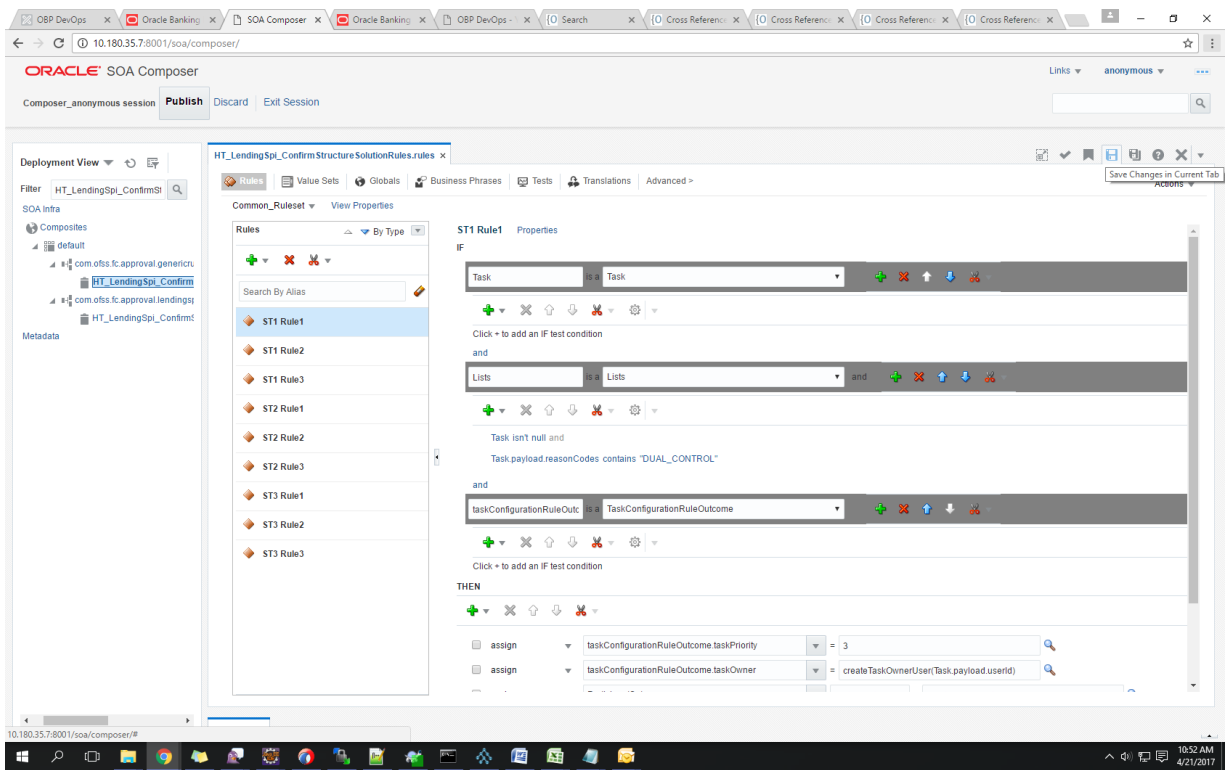 OBP DevOps
Oracle Banking
SOA Composer
Oracle Banking
OBP DevOps -
{O Search
{O Cross Reference
{O Cross Reference
{O Cross Reference
{O Cross Reference
10.180.35.7:8001/soa/composer/
ORACLE SOA Composer
Links
anonymous
Composer_anonymous session
Publish
Discard
Exit Session
Deployment View
HT_LendingSpi_ConfirmStructureSolutionRules.rules
Save Changes in Current Tab
Actions
Filter
HT_LendingSpi_ConfirmSt
Rules
Value Sets
Globals
Business Phrases
Tests
Translations
Advanced >
SOA Infra
Composites
default
com.ofss.fc.approval.genericru
HT_LendingSpi_Confirm
com.ofss.fc.approval.lendingsp
HT_LendingSpi_ConfirmS
Metadata
Common_Ruleset
View Properties
Rules
By Type
Search By Alias
ST1 Rule1
ST1 Rule2
ST1 Rule3
ST2 Rule1
ST2 Rule2
ST2 Rule3
ST3 Rule1
ST3 Rule2
ST3 Rule3
ST1 Rule1 Properties
IF
Task is a Task
Click + to add an IF test condition
and
Lists is a Lists and
Task isn't null and
Task.payload.reasonCodes contains "DUAL_CONTROL"
and
taskConfigurationRuleOutc is a TaskConfigurationRuleOutcome
Click + to add an IF test condition
THEN
assign taskConfigurationRuleOutcome.taskPriority = 3
assign taskConfigurationRuleOutcome.taskOwner = createTaskOwnerUser(Task.payload.userId)
10.180.35.7:8001/soa/composer/#
10:52 AM
4/21/2017